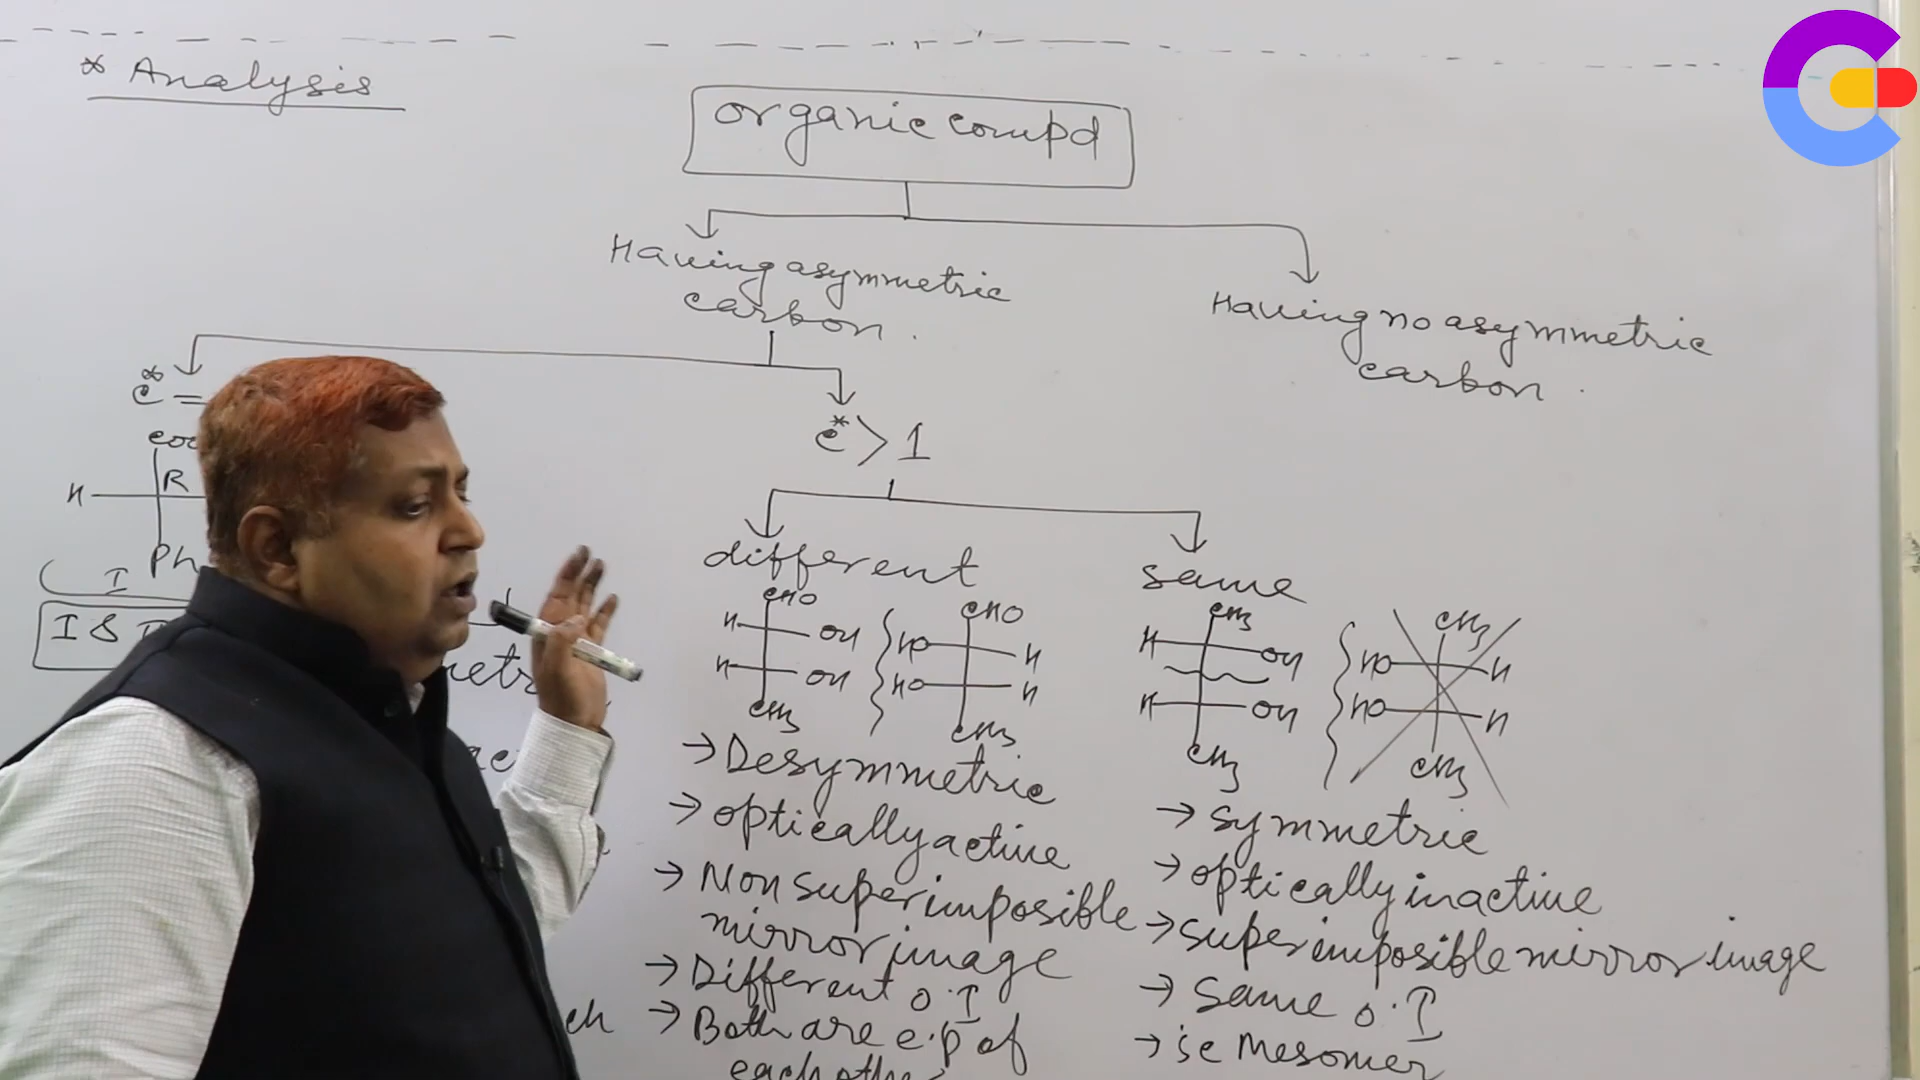 * Analysis
organic compd
Having asymmetric
carbon.
Having no asymmetric
carbon.
C* =
C* > 1
different
same
H
R
Ph
I
I &
CHO
H OH
H OH
CH3
CHO
HO H
HO H
CH3
CH3
H OH
H OH
CH3
CH3
HO H
HO H
CH3
→ Desymmetric
→ optically active
→ Non superimposible
mirror image
→ Different O.I
→ Both are e.p of
→ Symmetric
→ optically inactive
→ superimposible mirror image
→ same O.I
→ ie Mesomer